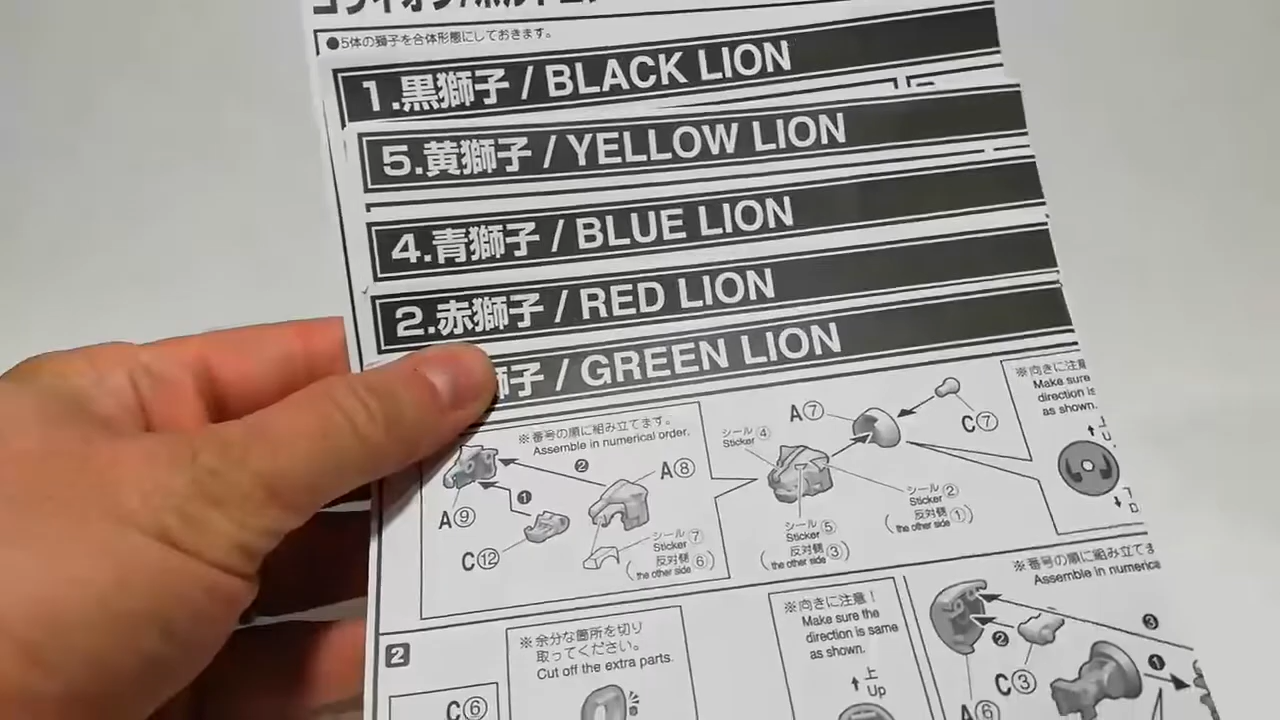 ●5体の獅子を合体形態にしておきます。
1.黒獅子 / BLACK LION
5.黄獅子 / YELLOW LION
4.青獅子 / BLUE LION
2.赤獅子 / RED LION
獅子 / GREEN LION
※番号の順に組み立てます。
Assemble in numerical order.
A⑨
❶
C⑫
❷
A⑧
シール
Sticker ⑦
反対側
(the other side ⑥)
シール
Sticker ④
A⑦
C⑦
シール
Sticker ②
反対側
(the other side ①)
シール
Sticker ⑤
反対側
(the other side ③)
※向きに注意
Make sure
direction is
as shown.
上
2
C⑥
※余分な箇所を切り
取ってください。
Cut off the extra parts.
※向きに注意！
Make sure the
direction is same
as shown.
上
Up
※番号の順に組み立てま
Assemble in numerica
❷
C③
A⑥
❶
❸